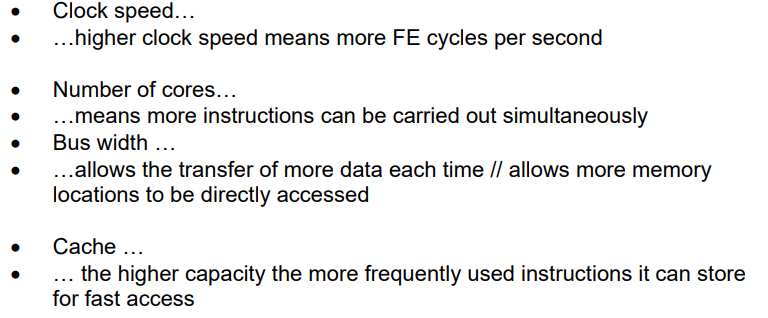 • Clock speed…
• …higher clock speed means more FE cycles per second
• Number of cores…
• …means more instructions can be carried out simultaneously
• Bus width …
• …allows the transfer of more data each time // allows more memory
locations to be directly accessed
• Cache …
• … the higher capacity the more frequently used instructions it can store
for fast access